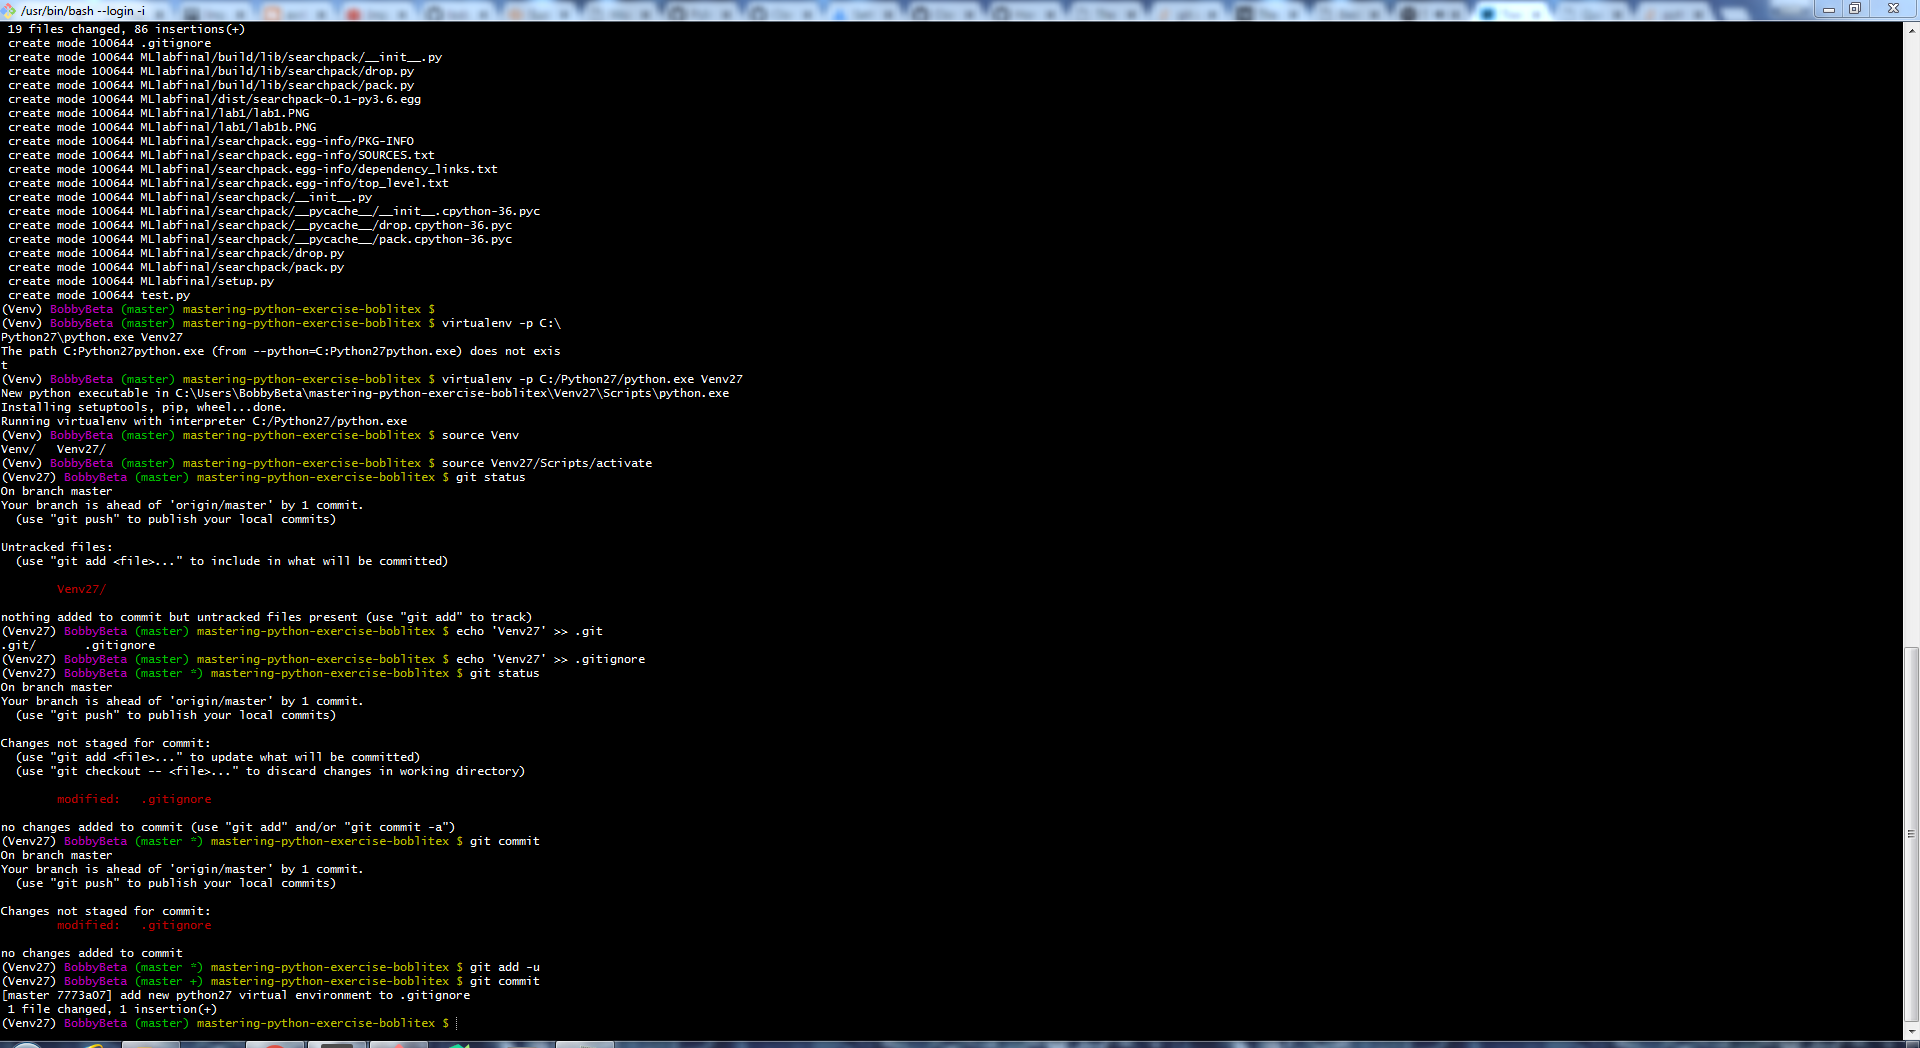 /usr/bin/bash --login -i
19 files changed, 86 insertions(+)
create mode 100644 .gitignore
create mode 100644 MLlabfinal/build/lib/searchpack/__init__.py
create mode 100644 MLlabfinal/build/lib/searchpack/drop.py
create mode 100644 MLlabfinal/build/lib/searchpack/pack.py
create mode 100644 MLlabfinal/dist/searchpack-0.1-py3.6.egg
create mode 100644 MLlabfinal/lab1/lab1.PNG
create mode 100644 MLlabfinal/lab1/lab1b.PNG
create mode 100644 MLlabfinal/searchpack.egg-info/PKG-INFO
create mode 100644 MLlabfinal/searchpack.egg-info/SOURCES.txt
create mode 100644 MLlabfinal/searchpack.egg-info/dependency_links.txt
create mode 100644 MLlabfinal/searchpack.egg-info/top_level.txt
create mode 100644 MLlabfinal/searchpack/__init__.py
create mode 100644 MLlabfinal/searchpack/__pycache__/__init__.cpython-36.pyc
create mode 100644 MLlabfinal/searchpack/__pycache__/drop.cpython-36.pyc
create mode 100644 MLlabfinal/searchpack/__pycache__/pack.cpython-36.pyc
create mode 100644 MLlabfinal/searchpack/drop.py
create mode 100644 MLlabfinal/searchpack/pack.py
create mode 100644 MLlabfinal/setup.py
create mode 100644 test.py
(Venv) BobbyBeta (master) mastering-python-exercise-boblitex $
(Venv) BobbyBeta (master) mastering-python-exercise-boblitex $ virtualenv -p C:\
Python27\python.exe Venv27
The path C:Python27python.exe (from --python=C:Python27python.exe) does not exis
t
(Venv) BobbyBeta (master) mastering-python-exercise-boblitex $ virtualenv -p C:/Python27/python.exe Venv27
New python executable in C:\Users\BobbyBeta\mastering-python-exercise-boblitex\Venv27\Scripts\python.exe
Installing setuptools, pip, wheel...done.
Running virtualenv with interpreter C:/Python27/python.exe
(Venv) BobbyBeta (master) mastering-python-exercise-boblitex $ source Venv
Venv/   Venv27/
(Venv) BobbyBeta (master) mastering-python-exercise-boblitex $ source Venv27/Scripts/activate
(Venv27) BobbyBeta (master) mastering-python-exercise-boblitex $ git status
On branch master
Your branch is ahead of 'origin/master' by 1 commit.
(use "git push" to publish your local commits)
Untracked files:
(use "git add <file>..." to include in what will be committed)
Venv27/
nothing added to commit but untracked files present (use "git add" to track)
(Venv27) BobbyBeta (master) mastering-python-exercise-boblitex $ echo 'Venv27' >> .git
.git/       .gitignore
(Venv27) BobbyBeta (master) mastering-python-exercise-boblitex $ echo 'Venv27' >> .gitignore
(Venv27) BobbyBeta (master *) mastering-python-exercise-boblitex $ git status
On branch master
Your branch is ahead of 'origin/master' by 1 commit.
(use "git push" to publish your local commits)
Changes not staged for commit:
(use "git add <file>..." to update what will be committed)
(use "git checkout -- <file>..." to discard changes in working directory)
modified:   .gitignore
no changes added to commit (use "git add" and/or "git commit -a")
(Venv27) BobbyBeta (master *) mastering-python-exercise-boblitex $ git commit
On branch master
Your branch is ahead of 'origin/master' by 1 commit.
(use "git push" to publish your local commits)
Changes not staged for commit:
modified:   .gitignore
no changes added to commit
(Venv27) BobbyBeta (master *) mastering-python-exercise-boblitex $ git add -u
(Venv27) BobbyBeta (master +) mastering-python-exercise-boblitex $ git commit
[master 7773a07] add new python27 virtual environment to .gitignore
1 file changed, 1 insertion(+)
(Venv27) BobbyBeta (master) mastering-python-exercise-boblitex $